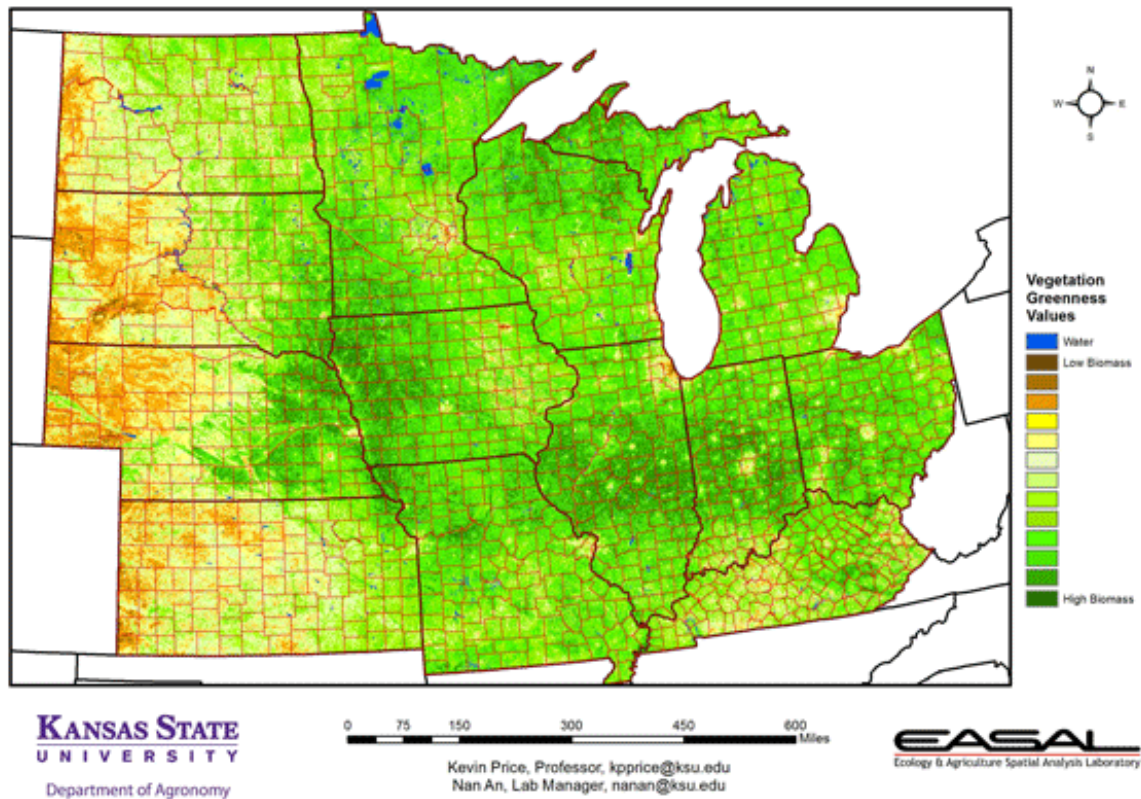 N
W E
S
Vegetation
Greenness
Values
Water
Low Biomass
High Biomass
KANSAS STATE
UNIVERSITY
Department of Agronomy
0 75 150 300 450 600
Miles
Kevin Price, Professor, kpprice@ksu.edu
Nan An, Lab Manager, nanan@ksu.edu
EASAL
Ecology & Agriculture Spatial Analysis Laboratory